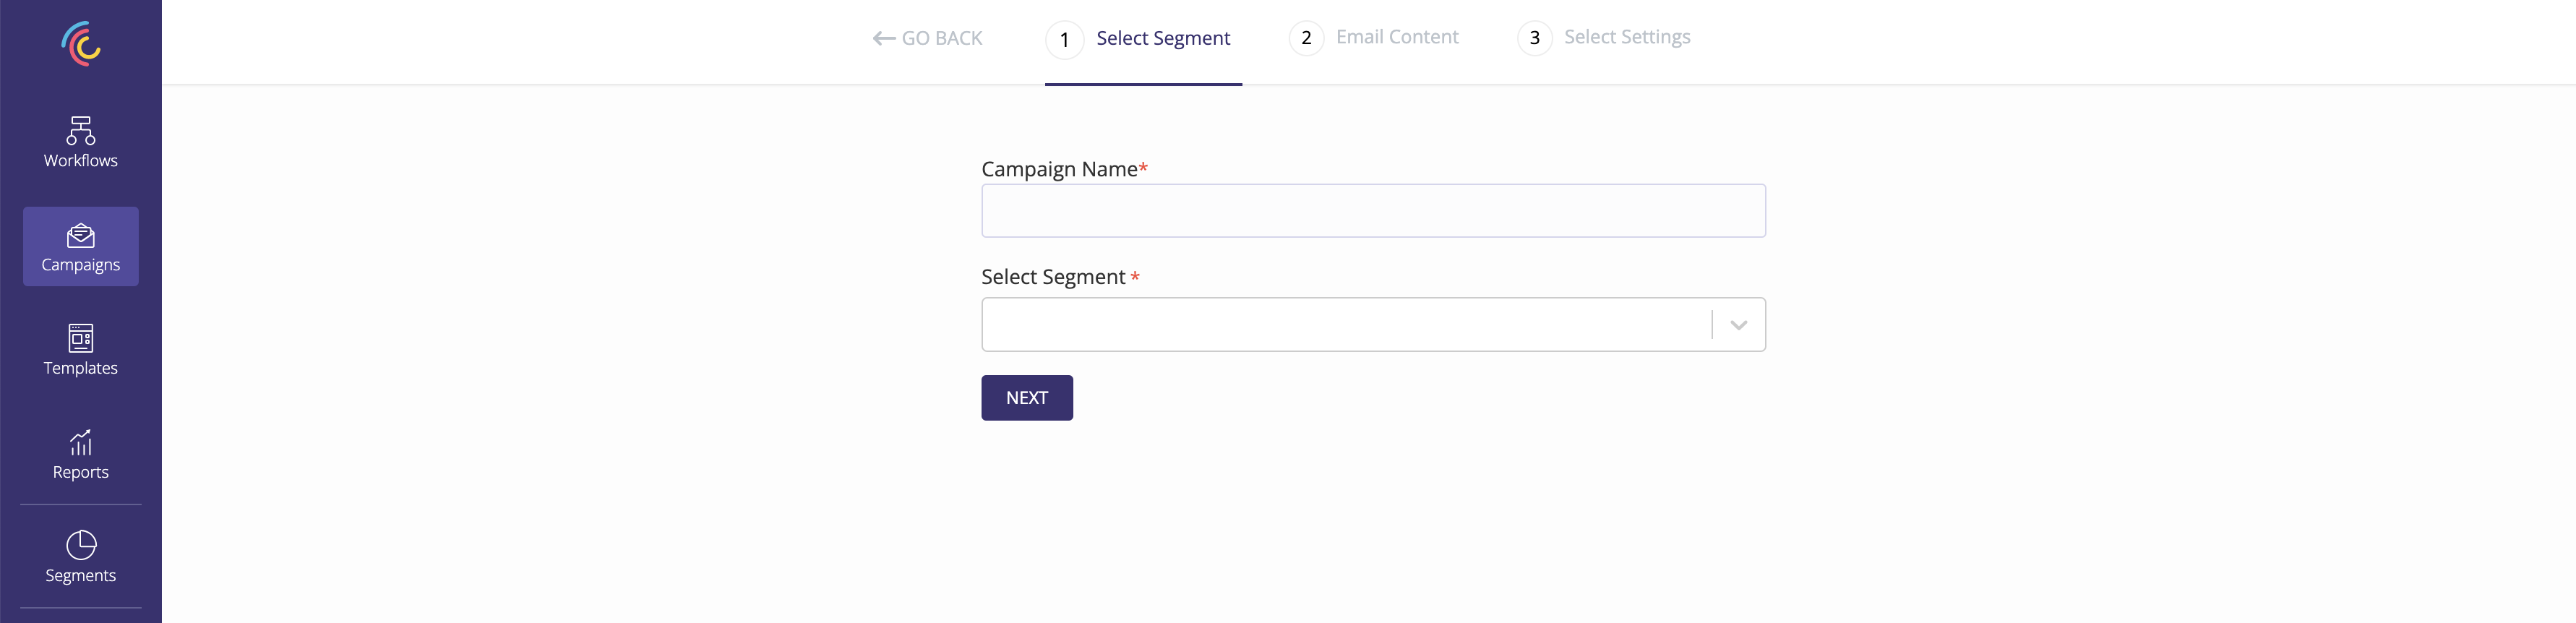 GO BACK
1 Select Segment
2 Email Content
3 Select Settings
Workflows
Campaigns
Templates
Reports
Segments
Campaign Name*
Select Segment *
NEXT